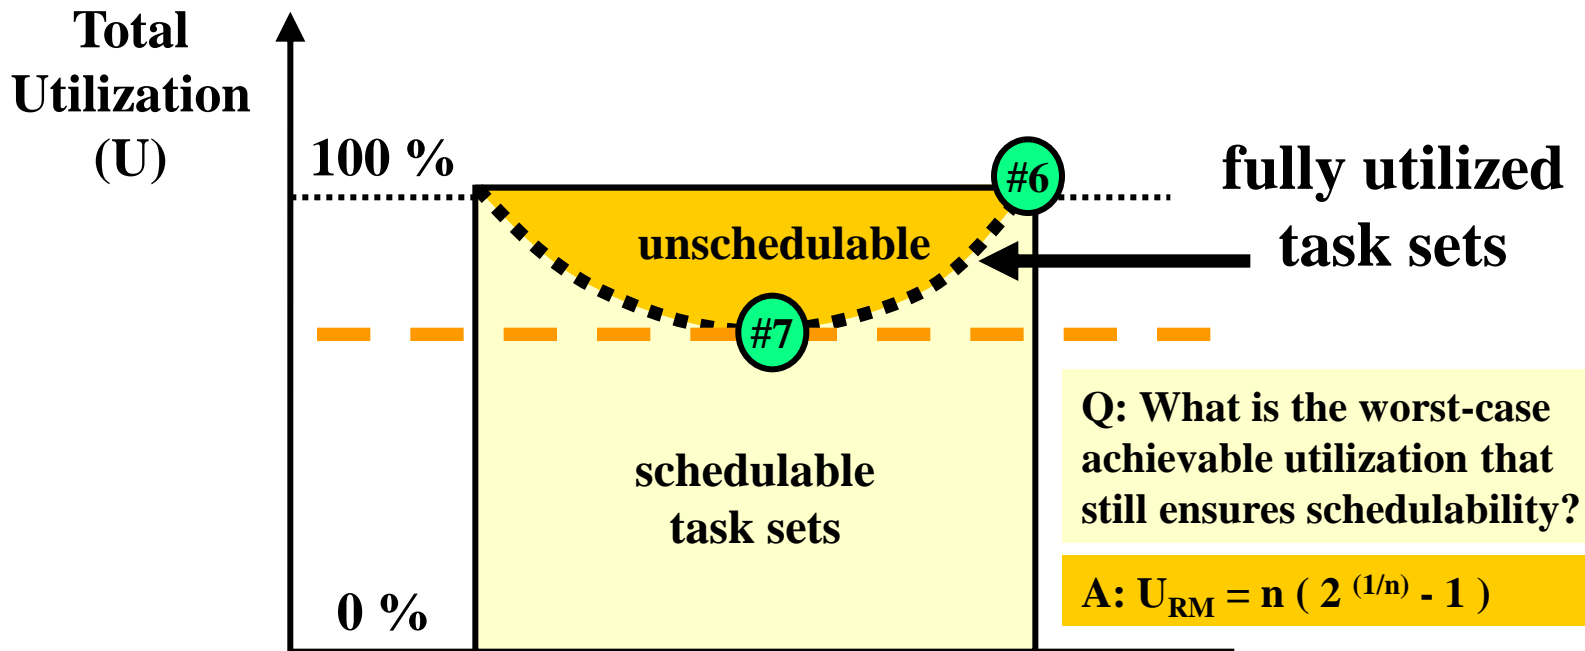 Total
Utilization
(U)
100 %
#6
fully utilized
task sets
unschedulable
#7
Q: What is the worst-case
achievable utilization that
still ensures schedulability?
schedulable
task sets
A: U_RM = n ( 2 ^(1/n) - 1 )
0 %